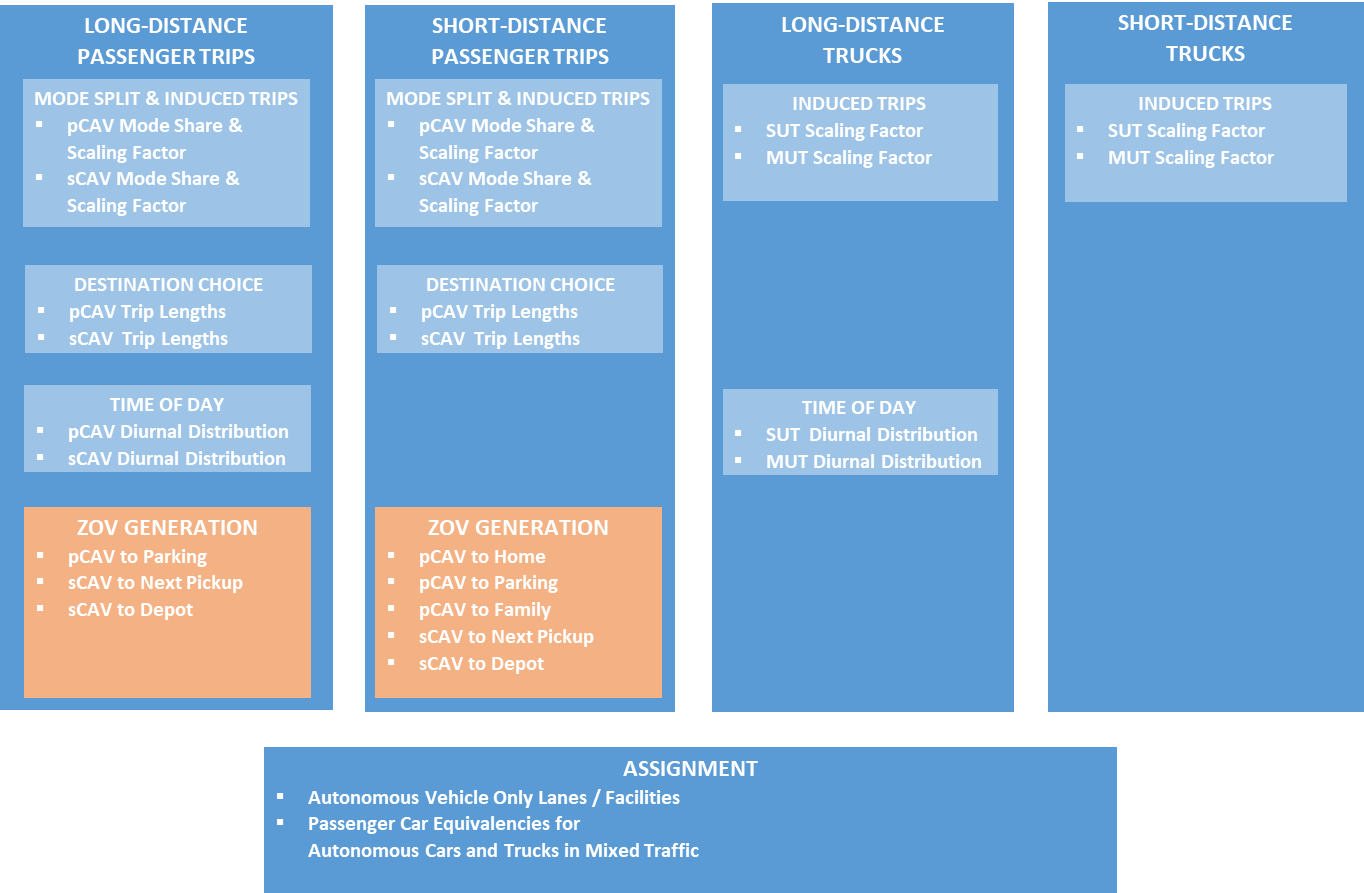 LONG-DISTANCE
PASSENGER TRIPS
MODE SPLIT & INDUCED TRIPS
▪ pCAV Mode Share &
Scaling Factor
▪ sCAV Mode Share &
Scaling Factor
DESTINATION CHOICE
▪ pCAV Trip Lengths
▪ sCAV Trip Lengths
TIME OF DAY
▪ pCAV Diurnal Distribution
▪ sCAV Diurnal Distribution
ZOV GENERATION
▪ pCAV to Parking
▪ sCAV to Next Pickup
▪ sCAV to Depot
SHORT-DISTANCE
PASSENGER TRIPS
MODE SPLIT & INDUCED TRIPS
▪ pCAV Mode Share &
Scaling Factor
▪ sCAV Mode Share &
Scaling Factor
DESTINATION CHOICE
▪ pCAV Trip Lengths
▪ sCAV Trip Lengths
ZOV GENERATION
▪ pCAV to Home
▪ pCAV to Parking
▪ pCAV to Family
▪ sCAV to Next Pickup
▪ sCAV to Depot
LONG-DISTANCE
TRUCKS
INDUCED TRIPS
▪ SUT Scaling Factor
▪ MUT Scaling Factor
TIME OF DAY
▪ SUT Diurnal Distribution
▪ MUT Diurnal Distribution
SHORT-DISTANCE
TRUCKS
INDUCED TRIPS
▪ SUT Scaling Factor
▪ MUT Scaling Factor
ASSIGNMENT
▪ Autonomous Vehicle Only Lanes / Facilities
▪ Passenger Car Equivalencies for
Autonomous Cars and Trucks in Mixed Traffic